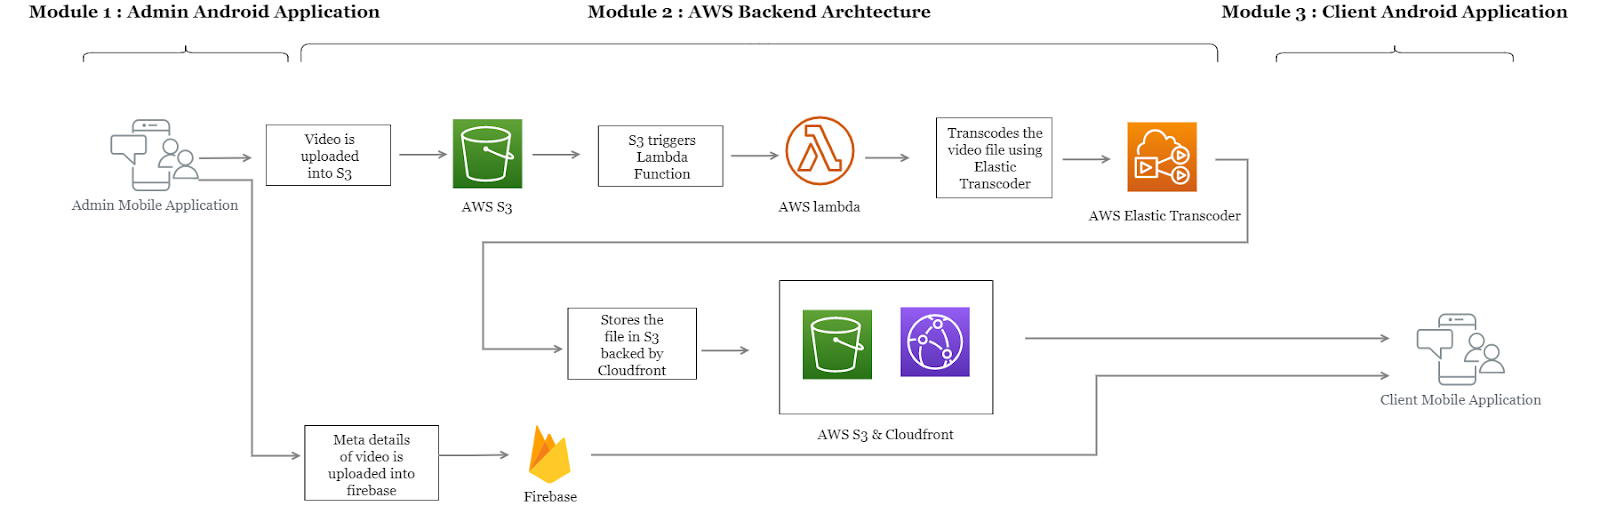 Module 1 : Admin Android Application
Module 2 : AWS Backend Archtecture
Module 3 : Client Android Application
Video is
uploaded
into S3
S3 triggers
Lambda
Function
Transcodes the
video file using
Elastic
Transcoder
Admin Mobile Application
AWS S3
AWS lambda
AWS Elastic Transcoder
Stores the
file in S3
backed by
Cloudfront
AWS S3 & Cloudfront
Client Mobile Application
Meta details
of video is
uploaded into
firebase
Firebase